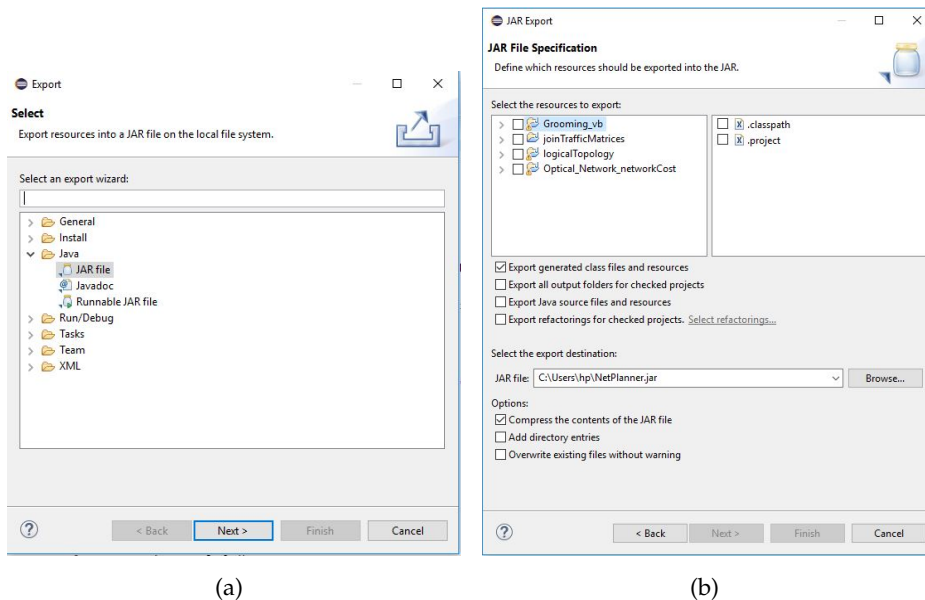 Export
Select
Export resources into a JAR file on the local file system.
Select an export wizard:
General
Install
Java
JAR file
Javadoc
Runnable JAR file
Run/Debug
Tasks
Team
XML
< Back
Next >
Finish
Cancel
(a)
JAR Export
JAR File Specification
Define which resources should be exported into the JAR.
Select the resources to export:
Grooming_vb
joinTrafficMatrices
logicalTopology
Optical_Network_networkCost
.classpath
.project
Export generated class files and resources
Export all output folders for checked projects
Export Java source files and resources
Export refactorings for checked projects. Select refactorings...
Select the export destination:
JAR file: C:\Users\hp\NetPlanner.jar Browse...
Options:
Compress the contents of the JAR file
Add directory entries
Overwrite existing files without warning
< Back
Next >
Finish
Cancel
(b)